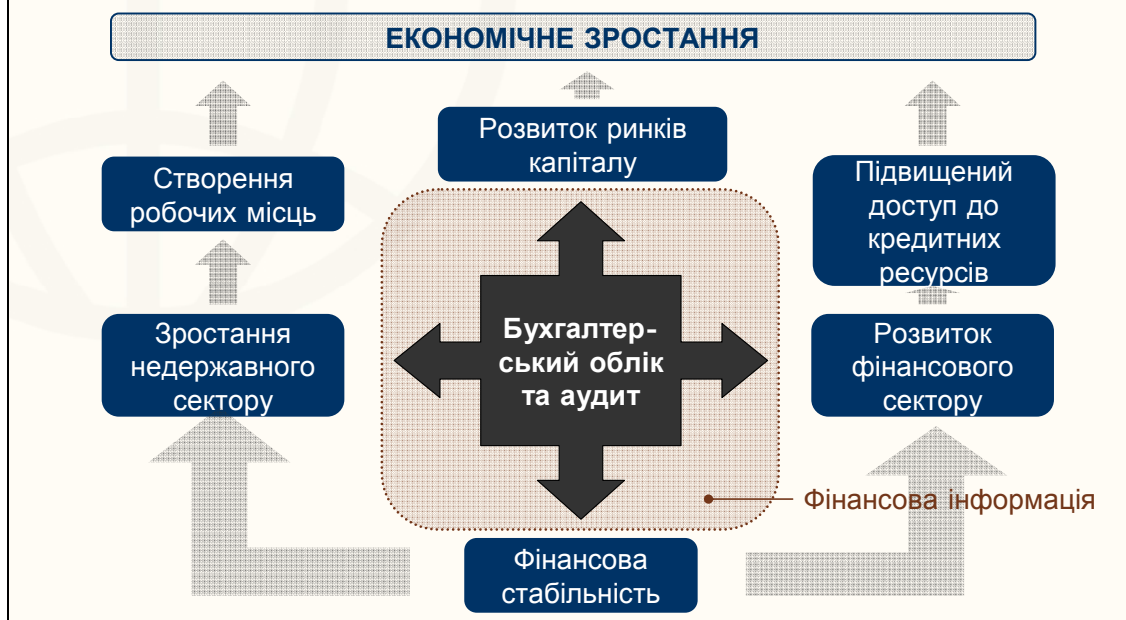 ЕКОНОМІЧНЕ ЗРОСТАННЯ
Розвиток ринків
капіталу
Створення
робочих місць
Підвищений
доступ до
кредитних
ресурсів
Зростання
недержавного
сектору
Бухгалтер-
ський облік
та аудит
Розвиток
фінансового
сектору
Фінансова інформація
Фінансова
стабільність